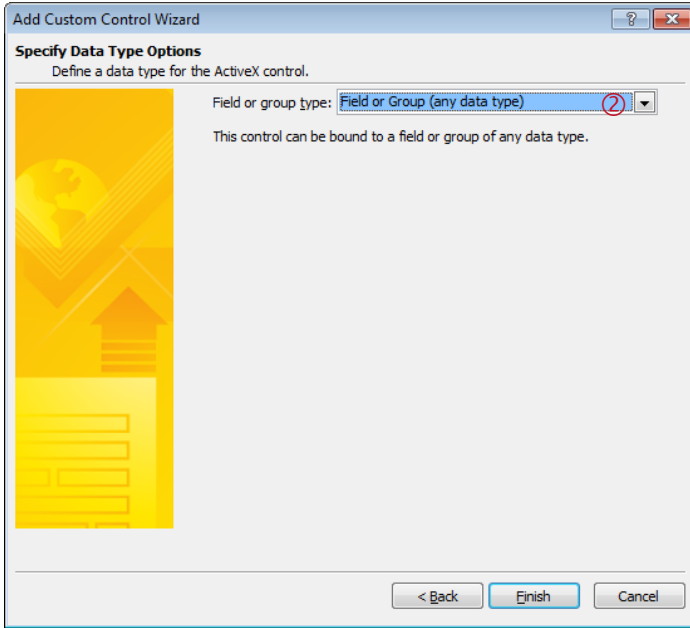 Add Custom Control Wizard
Specify Data Type Options
Define a data type for the ActiveX control.
Field or group type: Field or Group (any data type) ②
This control can be bound to a field or group of any data type.
< Back Finish Cancel